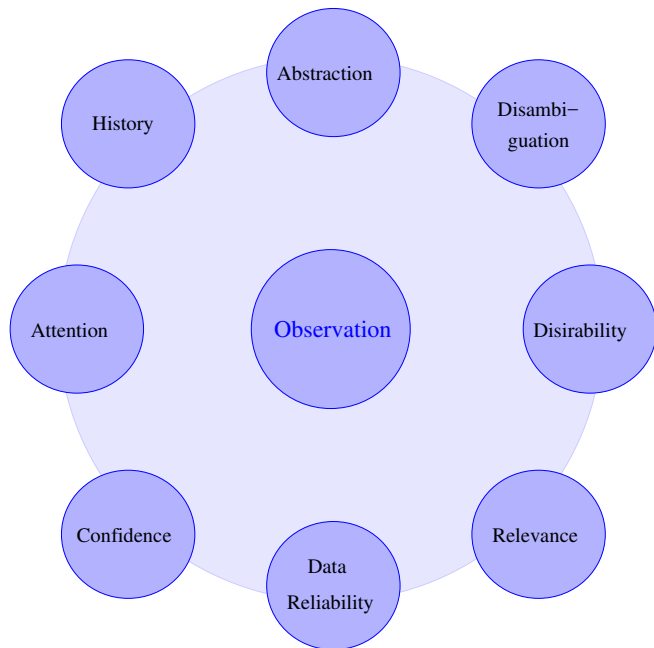 Abstraction
History
Disambi−
guation
Attention
Observation
Disirability
Confidence
Relevance
Data
Reliability